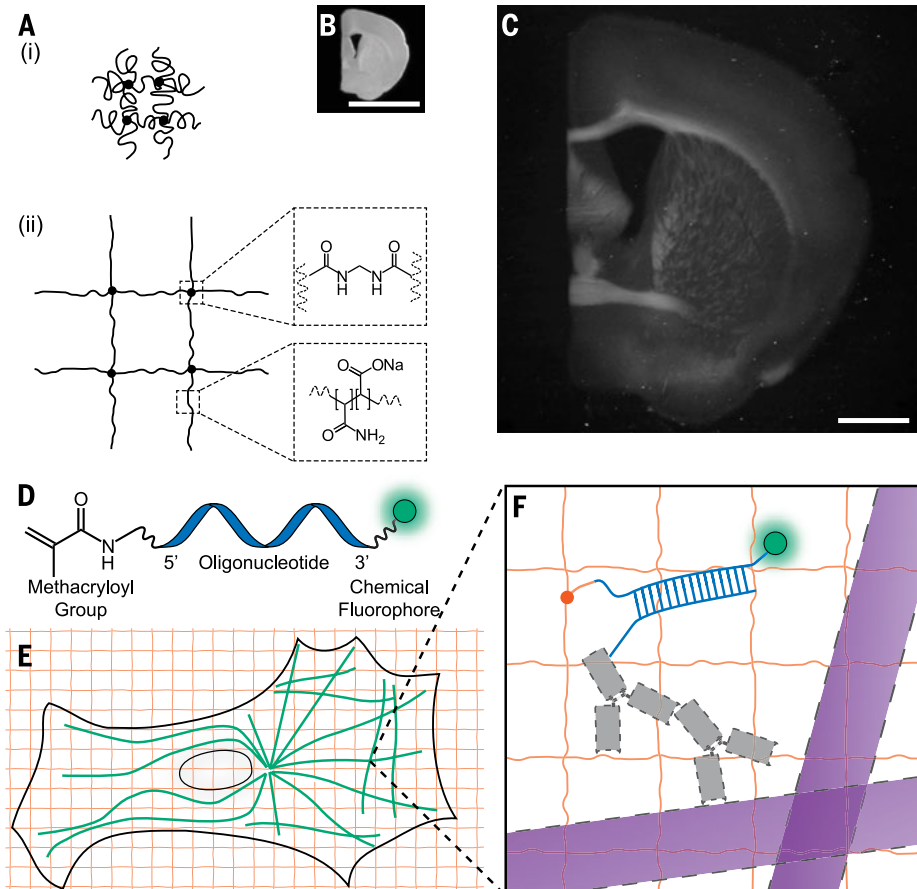 A
(i)
B
C
(ii)
O
O
N
H
N
H
O
ONa
O
NH2
D
O
N
H
5’
Oligonucleotide
3’
Methacryloyl
Group
Chemical
Fluorophore
E
F